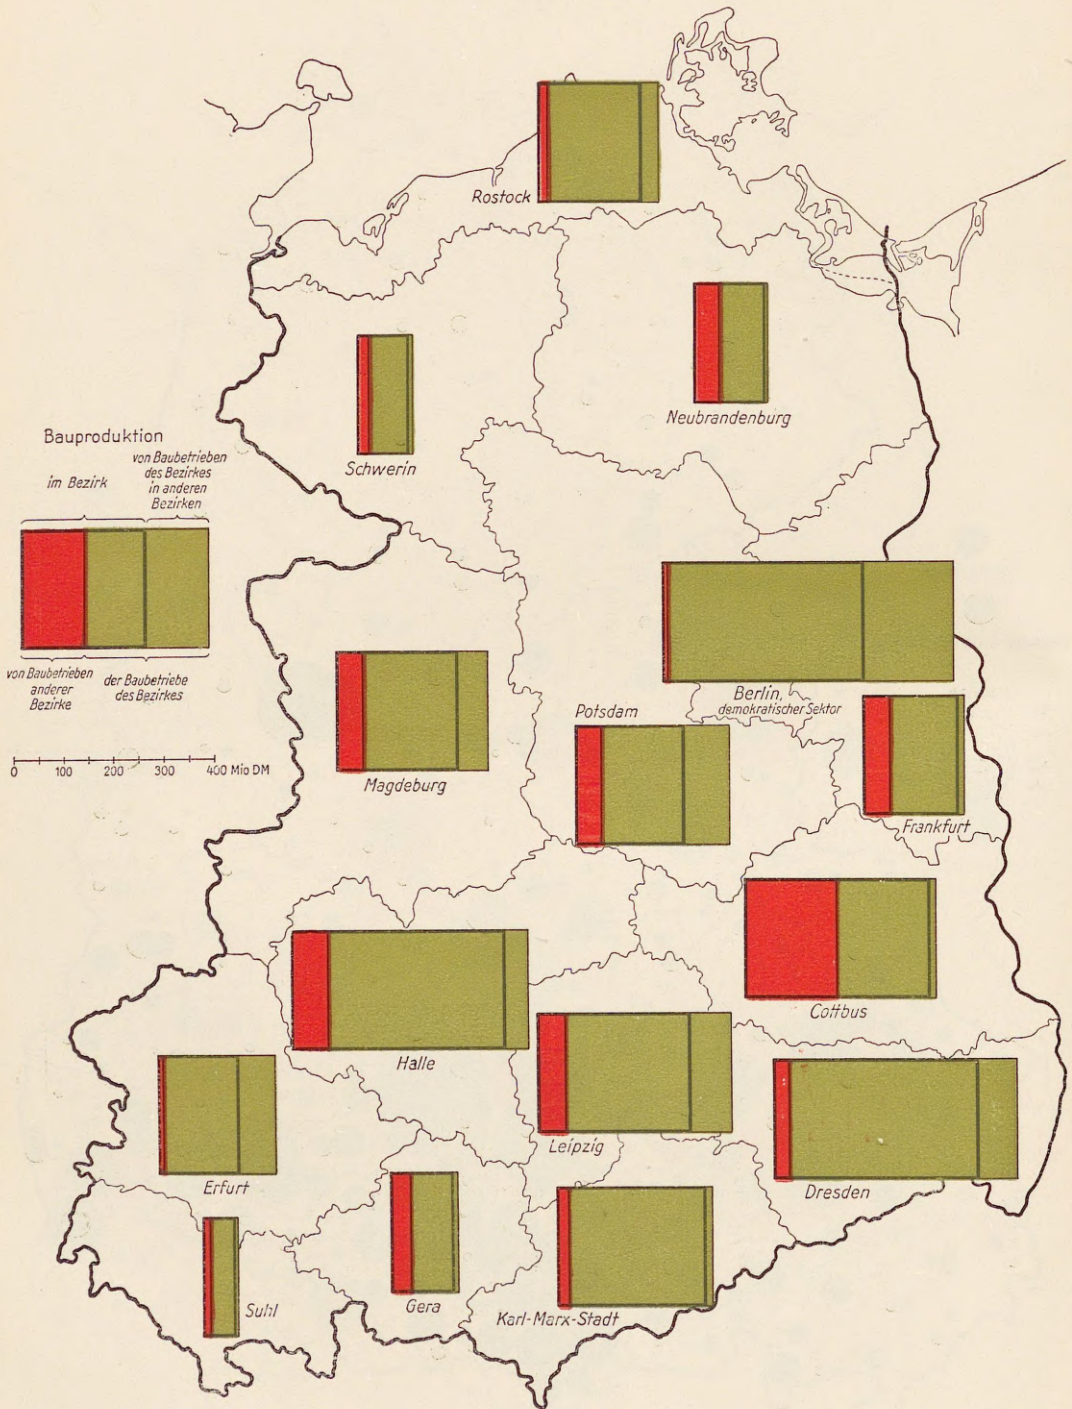 Rostock
Neubrandenburg
Schwerin
Bauproduktion
im Bezirk
von Baubetrieben
des Bezirkes
in anderen
Bezirken
von Baubetrieben
anderer
Bezirke
der Baubetriebe
des Bezirkes
0 100 200 300 400 Mio DM
Berlin,
demokratischer Sektor
Potsdam
Magdeburg
Frankfurt
Cottbus
Halle
Leipzig
Dresden
Erfurt
Suhl
Gera
Karl-Marx-Stadt